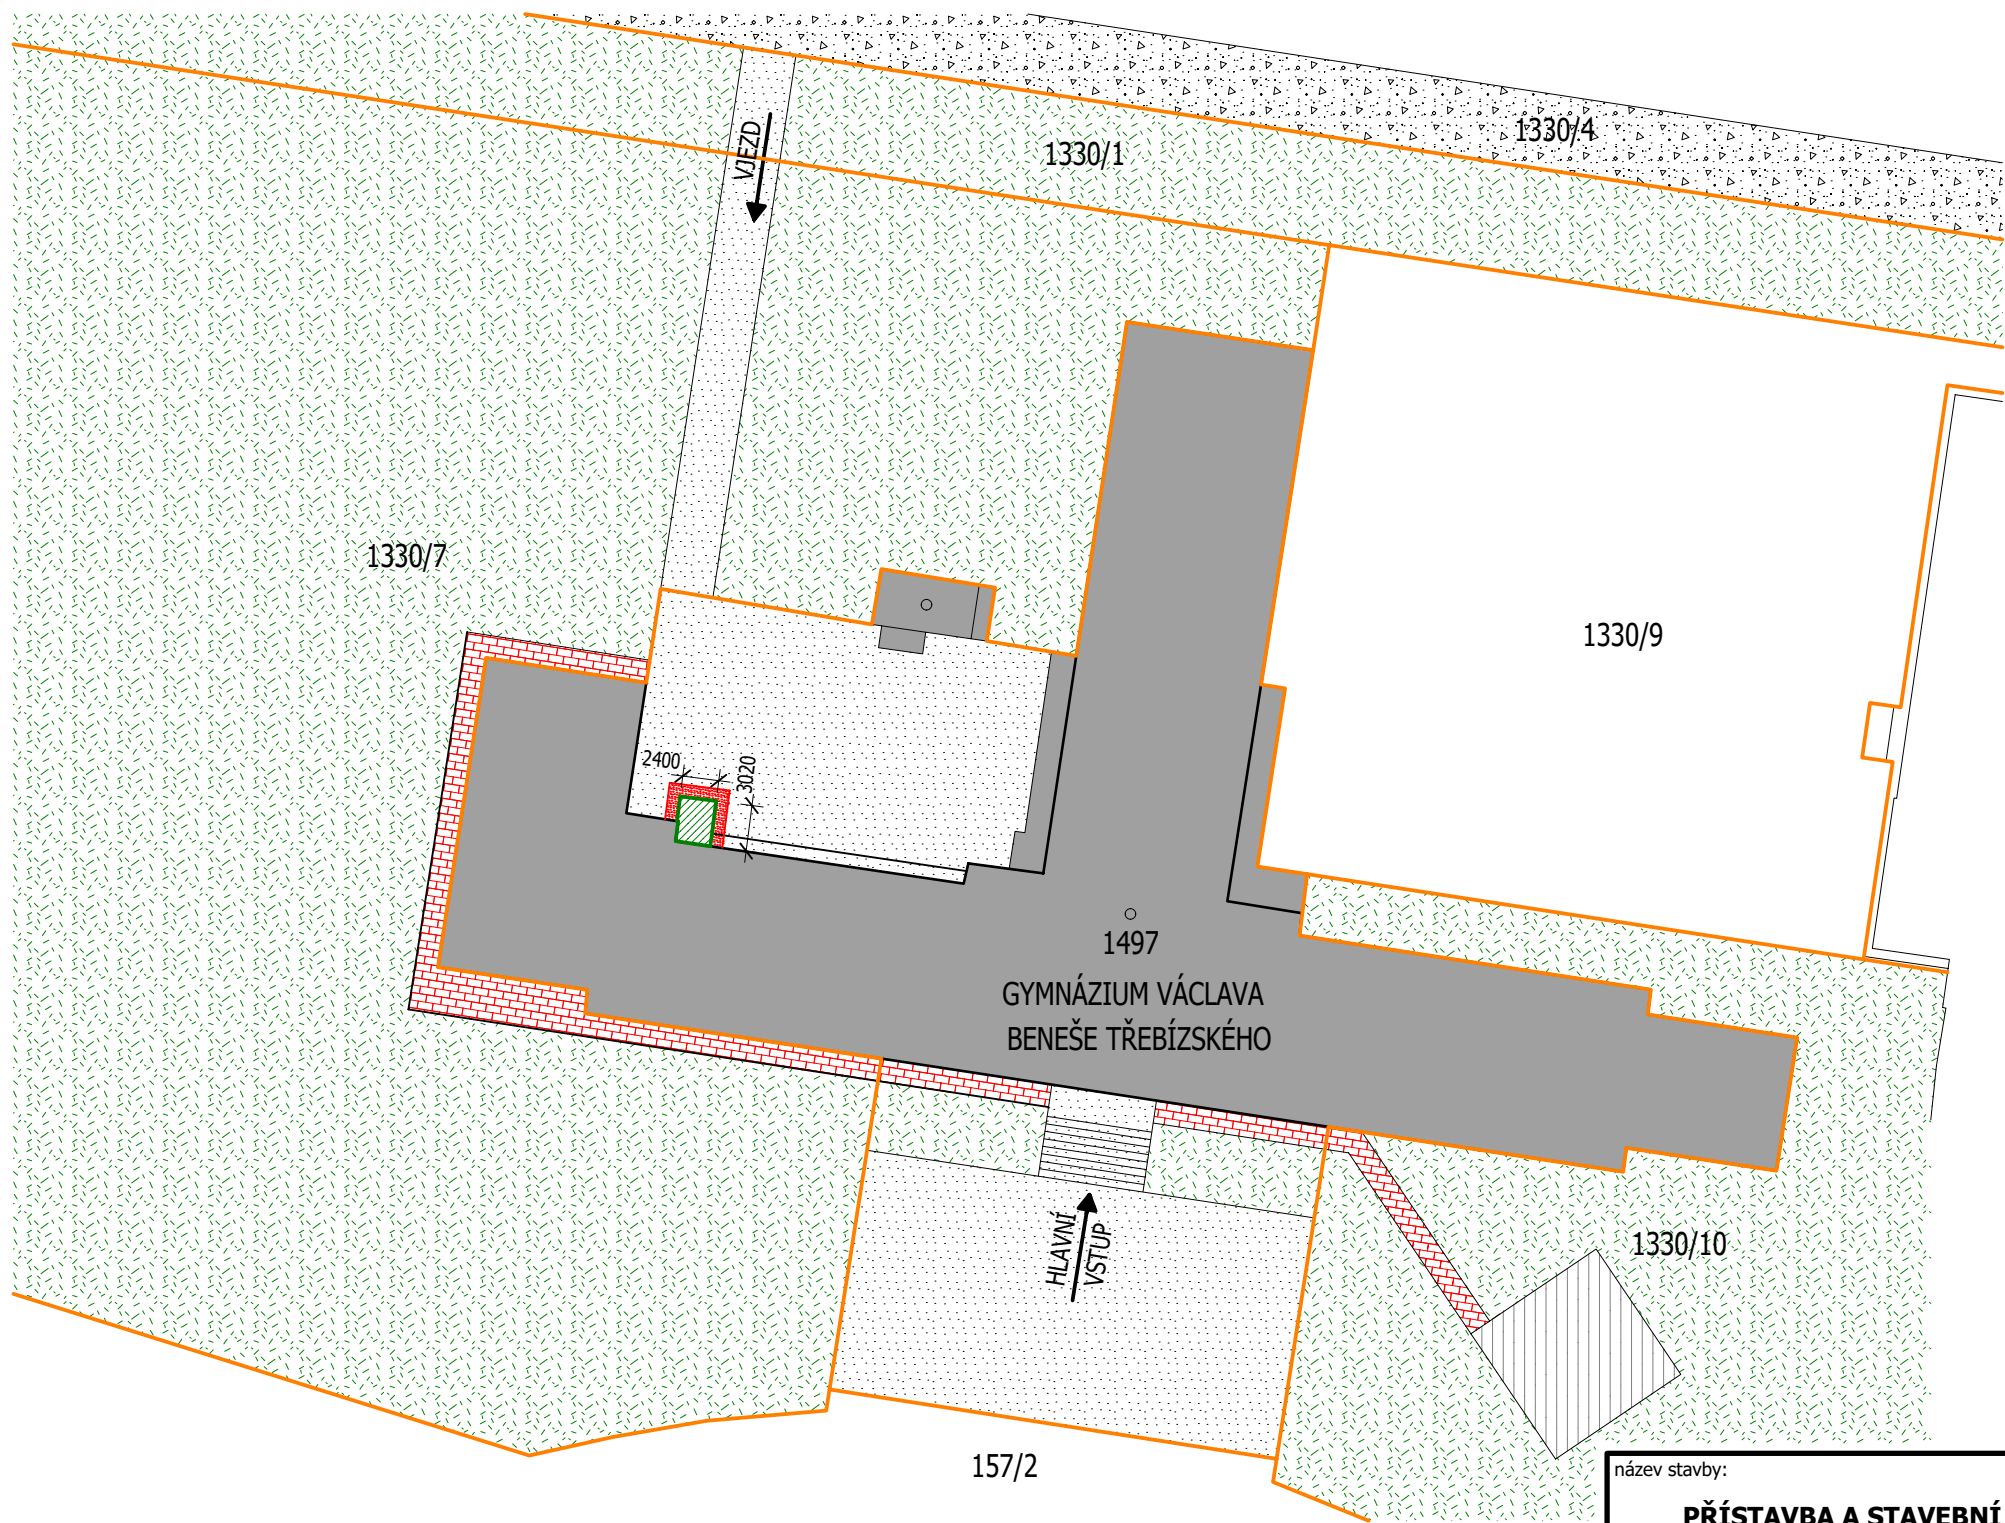 1330/4
1330/1
VJEZD
1330/7
1330/9
2400
3020
1497
GYMNÁZIUM VÁCLAVA
BENEŠE TŘEBÍZSKÉHO
HLAVNÍ
VSTUP
1330/10
157/2
název stavby:
PŘÍSTAVBA A STAVEBNÍ